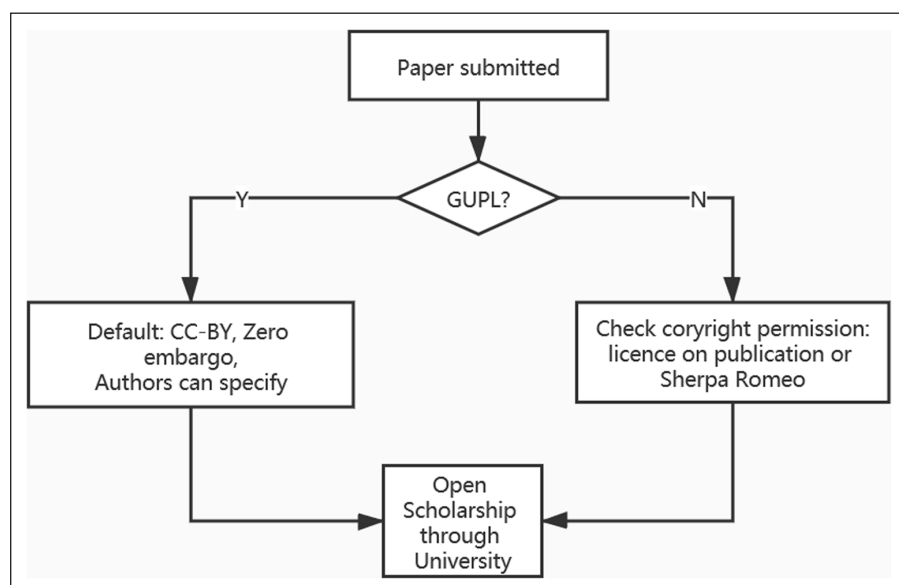 Paper submitted
GUPL?
Y
N
Default: CC-BY, Zero
embargo,
Authors can specify
Check coryright permission:
licence on publication or
Sherpa Romeo
Open
Scholarship
through
University